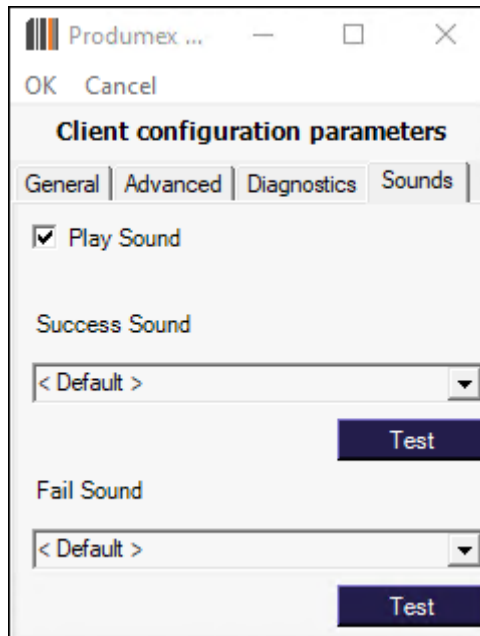 Produmex ...
OK Cancel
Client configuration parameters
General Advanced Diagnostics Sounds
Play Sound
Success Sound
< Default >
Test
Fail Sound
< Default >
Test